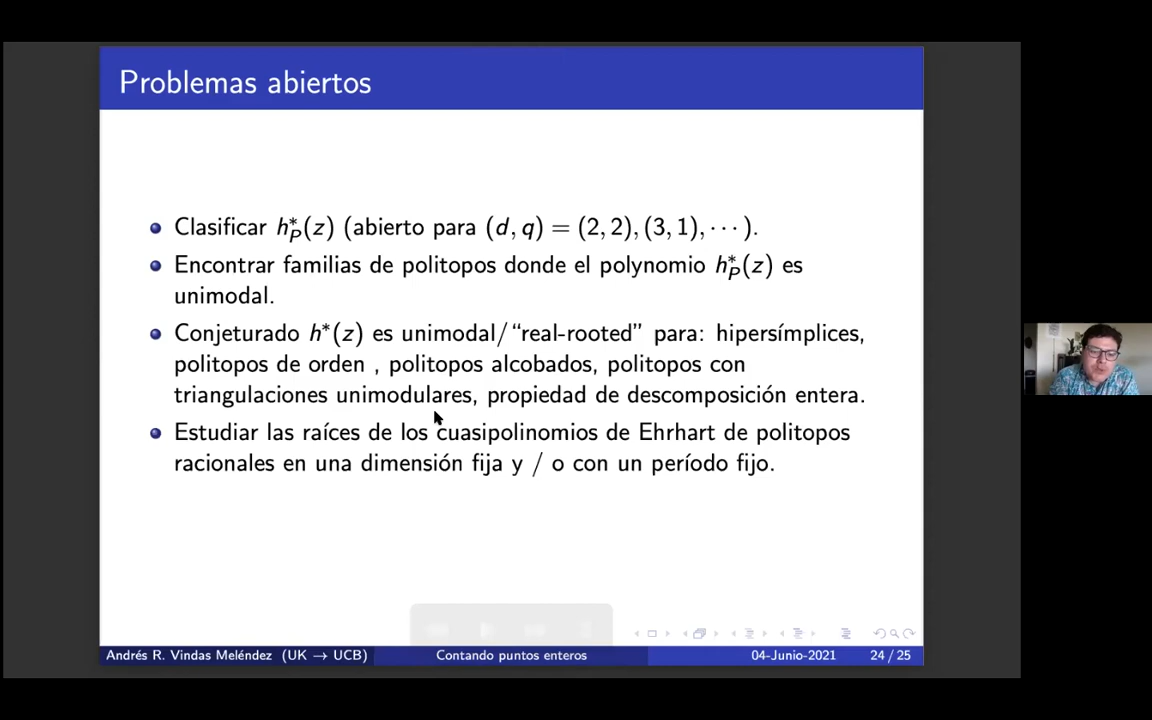 Problemas abiertos
Clasificar h*_P(z) (abierto para (d, q) = (2, 2), (3, 1), ⋯ ).
Encontrar familias de politopos donde el polynomio h*_P(z) es
unimodal.
Conjeturado h*(z) es unimodal/ “real-rooted” para: hipersímplices,
politopos de orden , politopos alcobados, politopos con
triangulaciones unimodulares, propiedad de descomposición entera.
Estudiar las raíces de los cuasipolinomios de Ehrhart de politopos
racionales en una dimensión fija y / o con un período fijo.
Andrés R. Vindas Meléndez (UK → UCB) Contando puntos enteros 04-Junio-2021 24 / 25